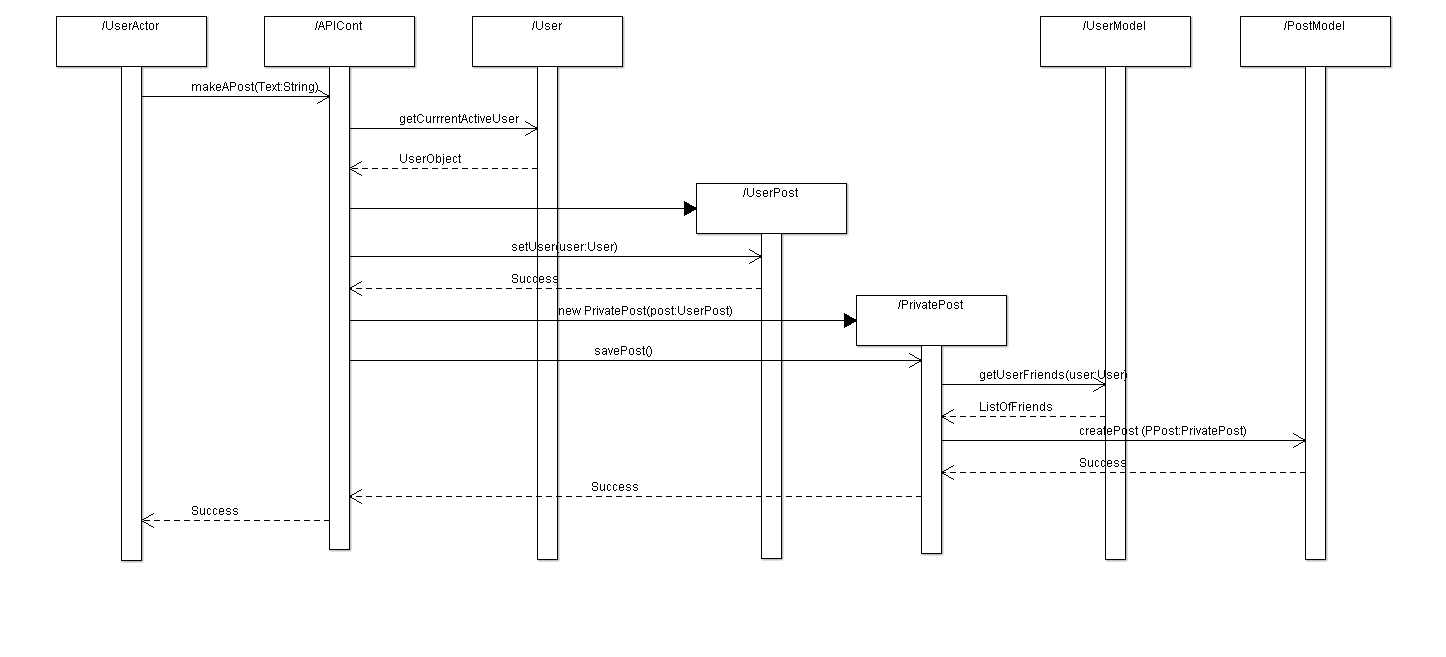 /UserActor
/APICont
/User
/UserModel
/PostModel
makeAPost(Text:String)
getCurrrentActiveUser
UserObject
/UserPost
setUser(user:User)
Success
/PrivatePost
new PrivatePost(post:UserPost)
savePost()
getUserFriends(user:User)
ListOfFriends
createPost (PPost:PrivatePost)
Success
Success
Success